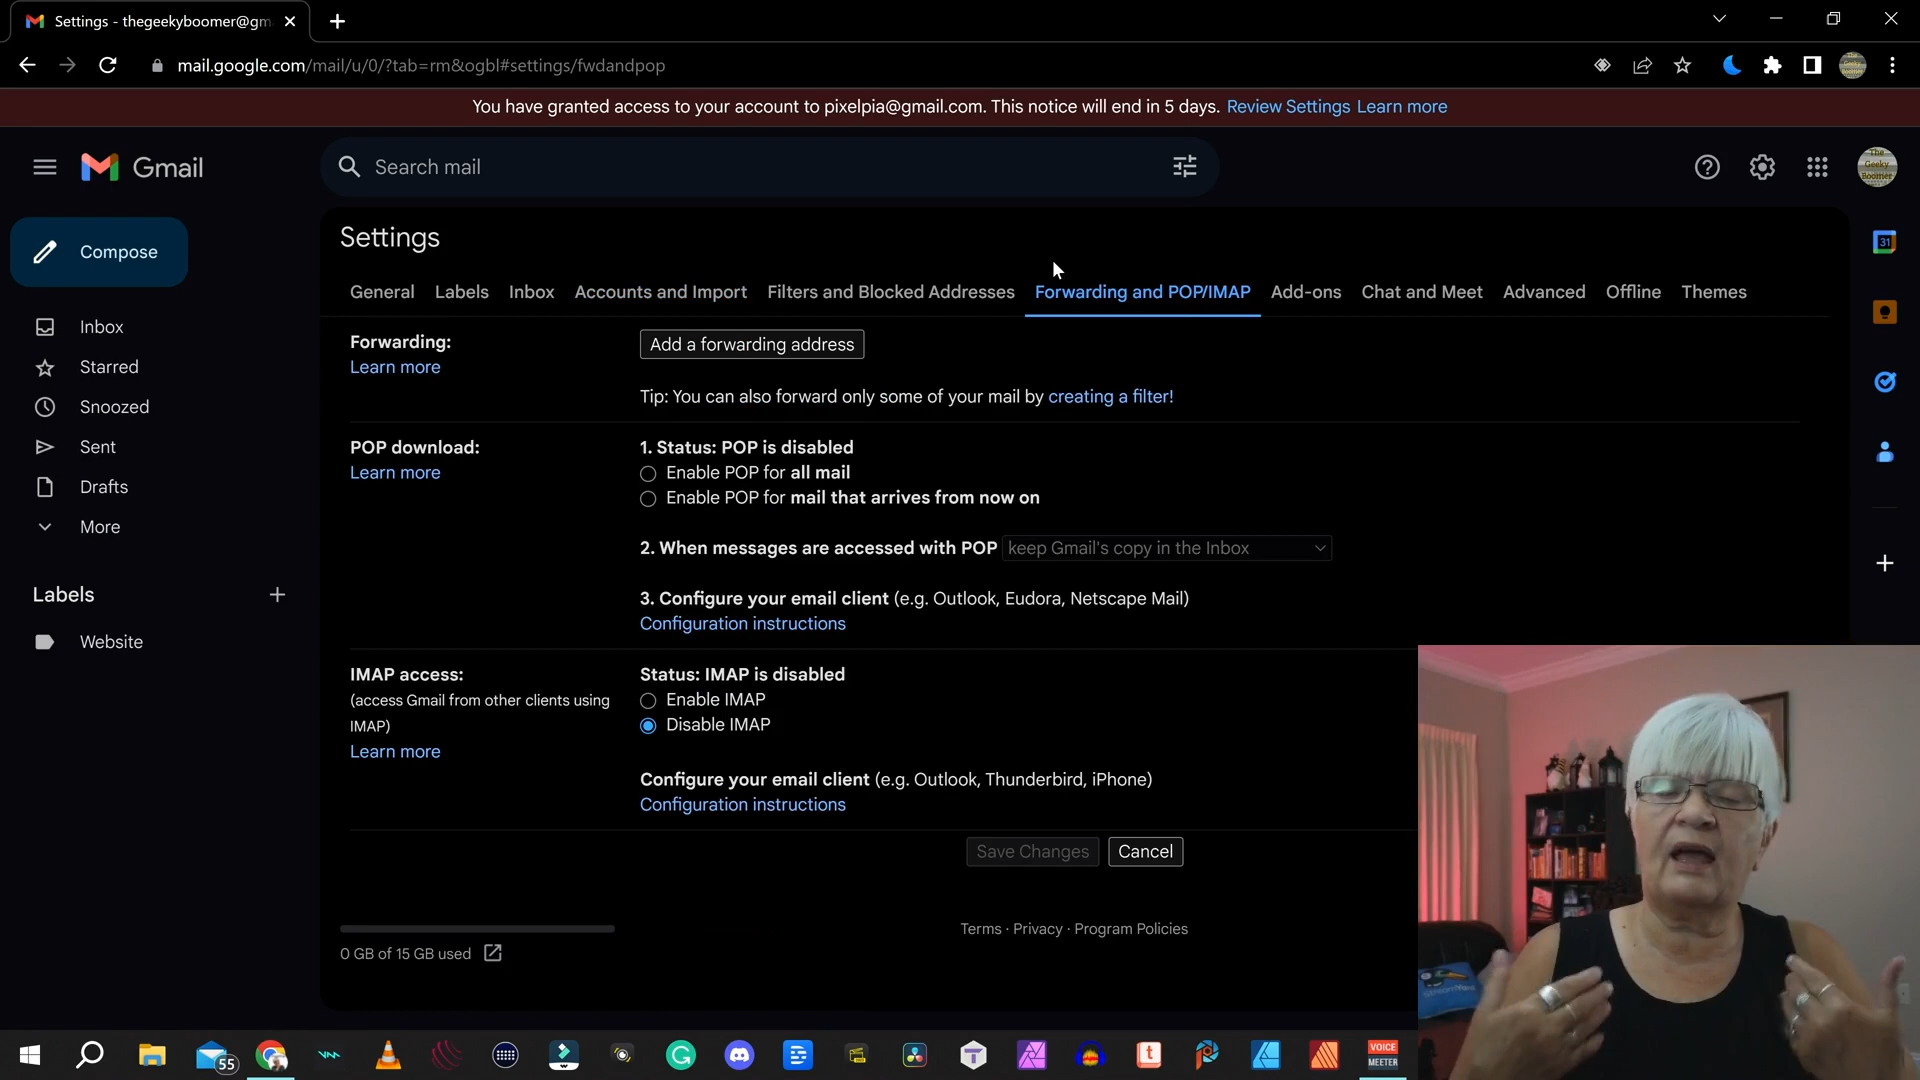 Settings - thegeekyboomer@gm
mail.google.com/mail/u/0/?tab=rm&ogbl#settings/fwdandpop
You have granted access to your account to pixelpia@gmail.com. This notice will end in 5 days. Review Settings Learn more
Gmail
Search mail
The Geeky Boomer
Compose
Inbox
Starred
Snoozed
Sent
Drafts
More
Labels
Website
Settings
General Labels Inbox Accounts and Import Filters and Blocked Addresses Forwarding and POP/IMAP Add-ons Chat and Meet Advanced Offline Themes
Forwarding:
Learn more
Add a forwarding address
Tip: You can also forward only some of your mail by creating a filter!
POP download:
Learn more
1. Status: POP is disabled
Enable POP for all mail
Enable POP for mail that arrives from now on
2. When messages are accessed with POP keep Gmail's copy in the Inbox
3. Configure your email client (e.g. Outlook, Eudora, Netscape Mail)
Configuration instructions
IMAP access:
(access Gmail from other clients using
IMAP)
Learn more
Status: IMAP is disabled
Enable IMAP
Disable IMAP
Configure your email client (e.g. Outlook, Thunderbird, iPhone)
Configuration instructions
Save Changes Cancel
0 GB of 15 GB used
Terms · Privacy · Program Policies
31
StreamYard
55
VOICE
MEETER